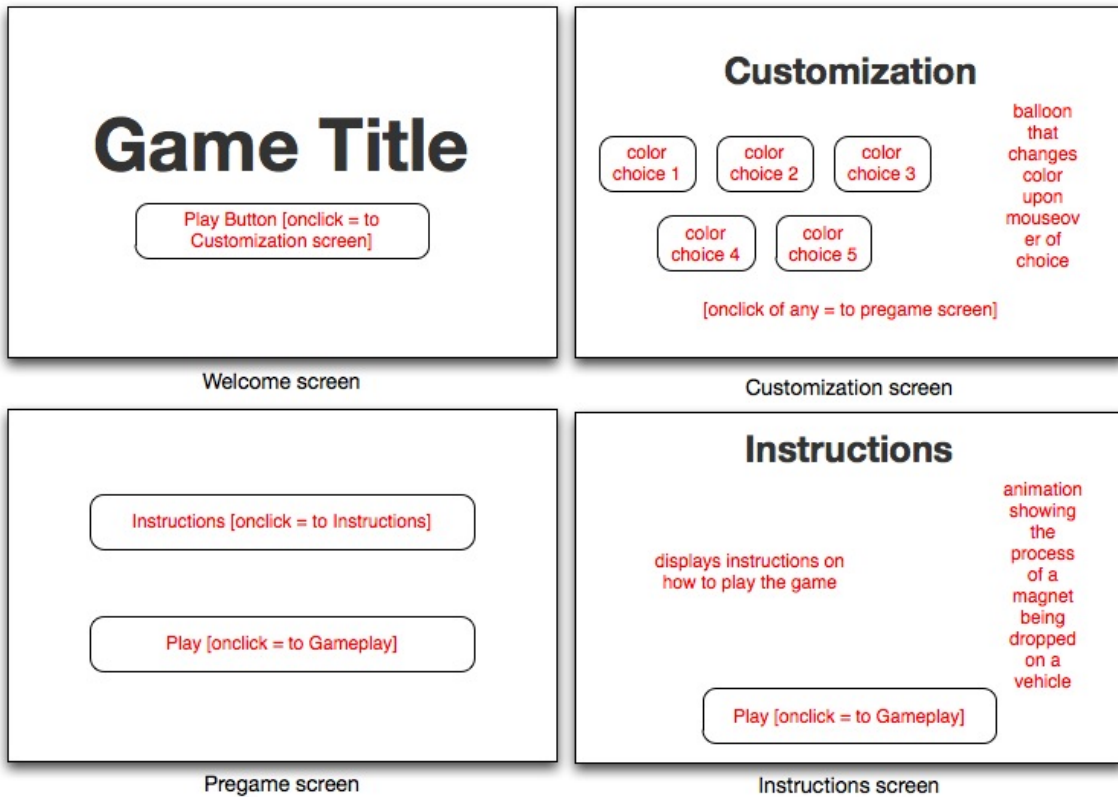 Game Title
Play Button [onclick = to
Customization screen]
Welcome screen
Customization
color
choice 1
color
choice 2
color
choice 3
color
choice 4
color
choice 5
balloon
that
changes
color
upon
mouseov
er of
choice
[onclick of any = to pregame screen]
Customization screen
Instructions [onclick = to Instructions]
Play [onclick = to Gameplay]
Pregame screen
Instructions
displays instructions on
how to play the game
animation
showing
the
process
of a
magnet
being
dropped
on a
vehicle
Play [onclick = to Gameplay]
Instructions screen